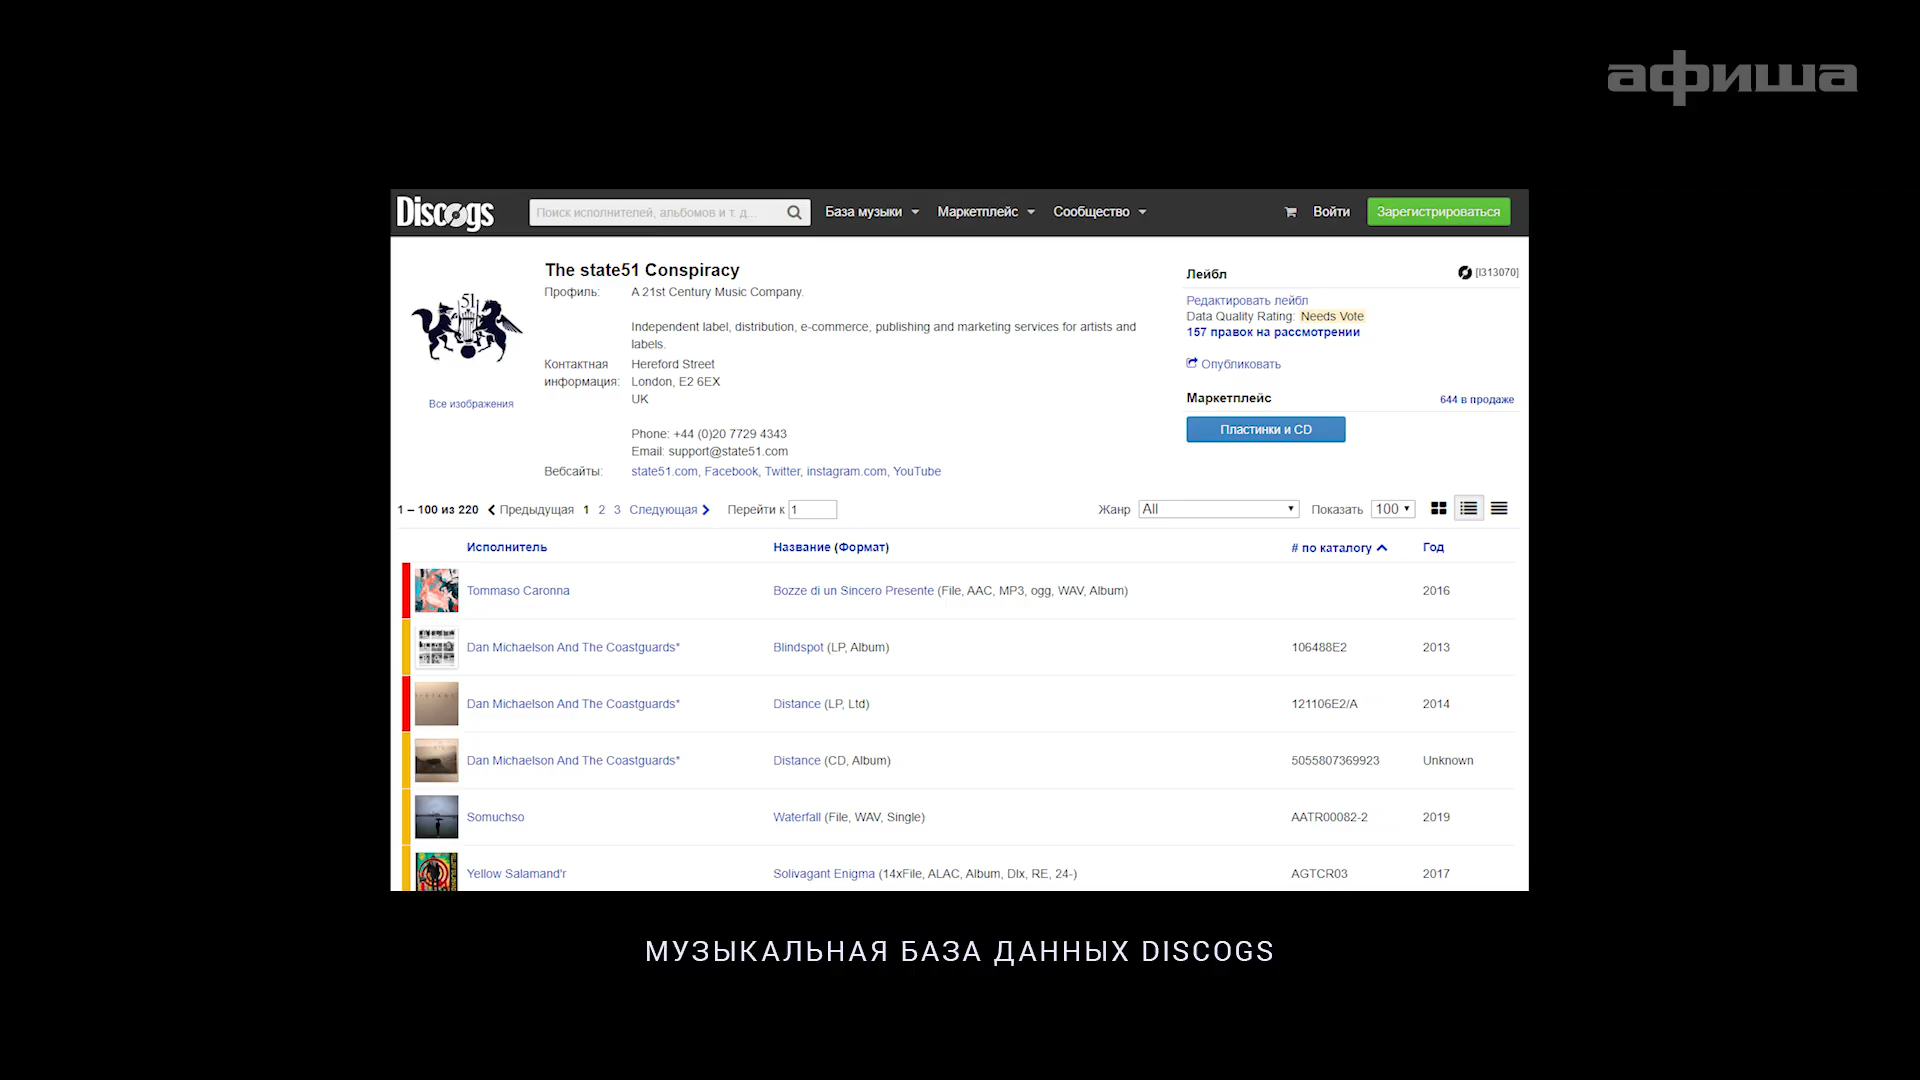 афиша
Discogs
Поиск исполнителей, альбомов и т. д...
База музыки
Маркетплейс
Сообщество
Войти
Зарегистрироваться
51
Все изображения
The state51 Conspiracy
Профиль: A 21st Century Music Company.
Independent label, distribution, e-commerce, publishing and marketing services for artists and
labels.
Контактная Hereford Street
информация: London, E2 6EX
UK
Phone: +44 (0)20 7729 4343
Email: support@state51.com
Вебсайты: state51.com, Facebook, Twitter, instagram.com, YouTube
Лейбл [l313070]
Редактировать лейбл
Data Quality Rating: Needs Vote
157 правок на рассмотрении
Опубликовать
Маркетплейс 644 в продаже
Пластинки и CD
1 – 100 из 220 Предыдущая 1 2 3 Следующая Перейти к 1 Жанр All Показать 100
Исполнитель Название (Формат) # по каталогу Год
Tommaso Caronna Bozze di un Sincero Presente (File, AAC, MP3, ogg, WAV, Album) 2016
Dan Michaelson And The Coastguards* Blindspot (LP, Album) 106488E2 2013
Dan Michaelson And The Coastguards* Distance (LP, Ltd) 121106E2/A 2014
Dan Michaelson And The Coastguards* Distance (CD, Album) 5055807369923 Unknown
Somuchso Waterfall (File, WAV, Single) AATR00082-2 2019
Yellow Salamand'r Solivagant Enigma (14xFile, ALAC, Album, Dlx, RE, 24-) AGTCR03 2017
МУЗЫКАЛЬНАЯ БАЗА ДАННЫХ DISCOGS